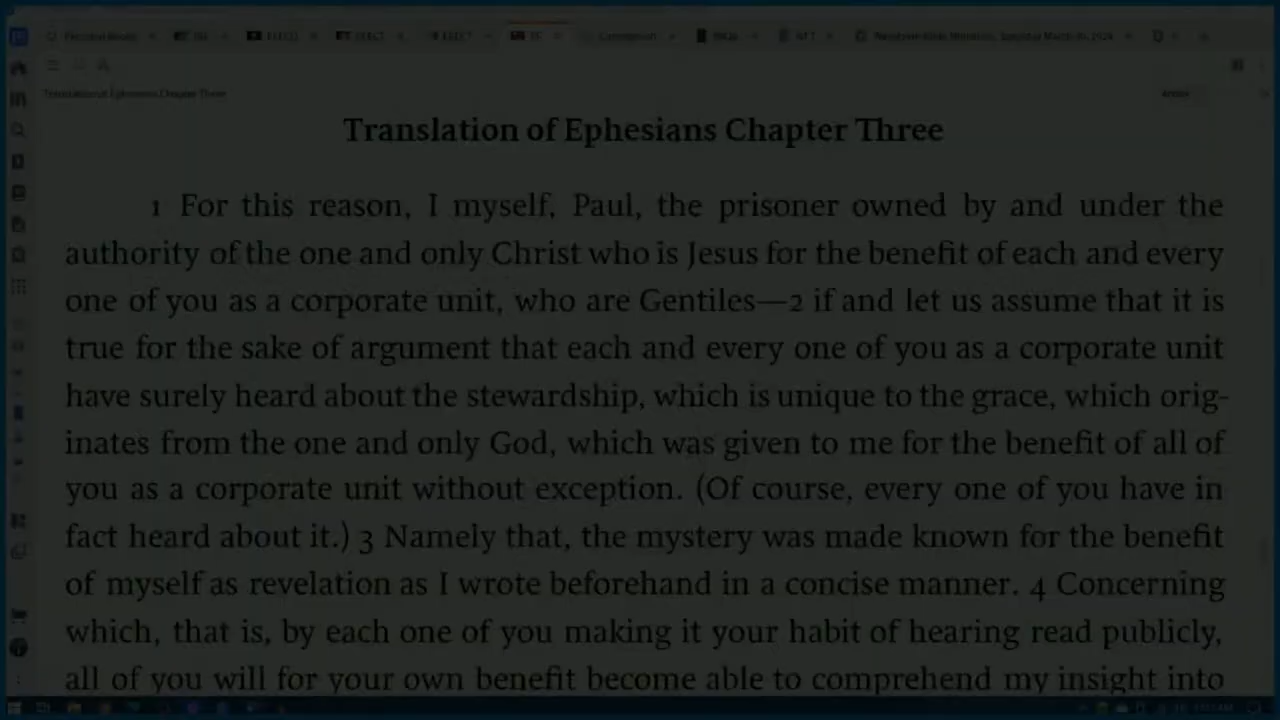 Translation of Ephesians Chapter Three
Translation of Ephesians Chapter Three
1 For this reason, I myself, Paul, the prisoner owned by and under the
authority of the one and only Christ who is Jesus for the benefit of each and every
one of you as a corporate unit, who are Gentiles—2 if and let us assume that it is
true for the sake of argument that each and every one of you as a corporate unit
have surely heard about the stewardship, which is unique to the grace, which orig-
inates from the one and only God, which was given to me for the benefit of all of
you as a corporate unit without exception. (Of course, every one of you have in
fact heard about it.) 3 Namely that, the mystery was made known for the benefit
of myself as revelation as I wrote beforehand in a concise manner. 4 Concerning
which, that is, by each one of you making it your habit of hearing read publicly,
all of you will for your own benefit become able to comprehend my insight into